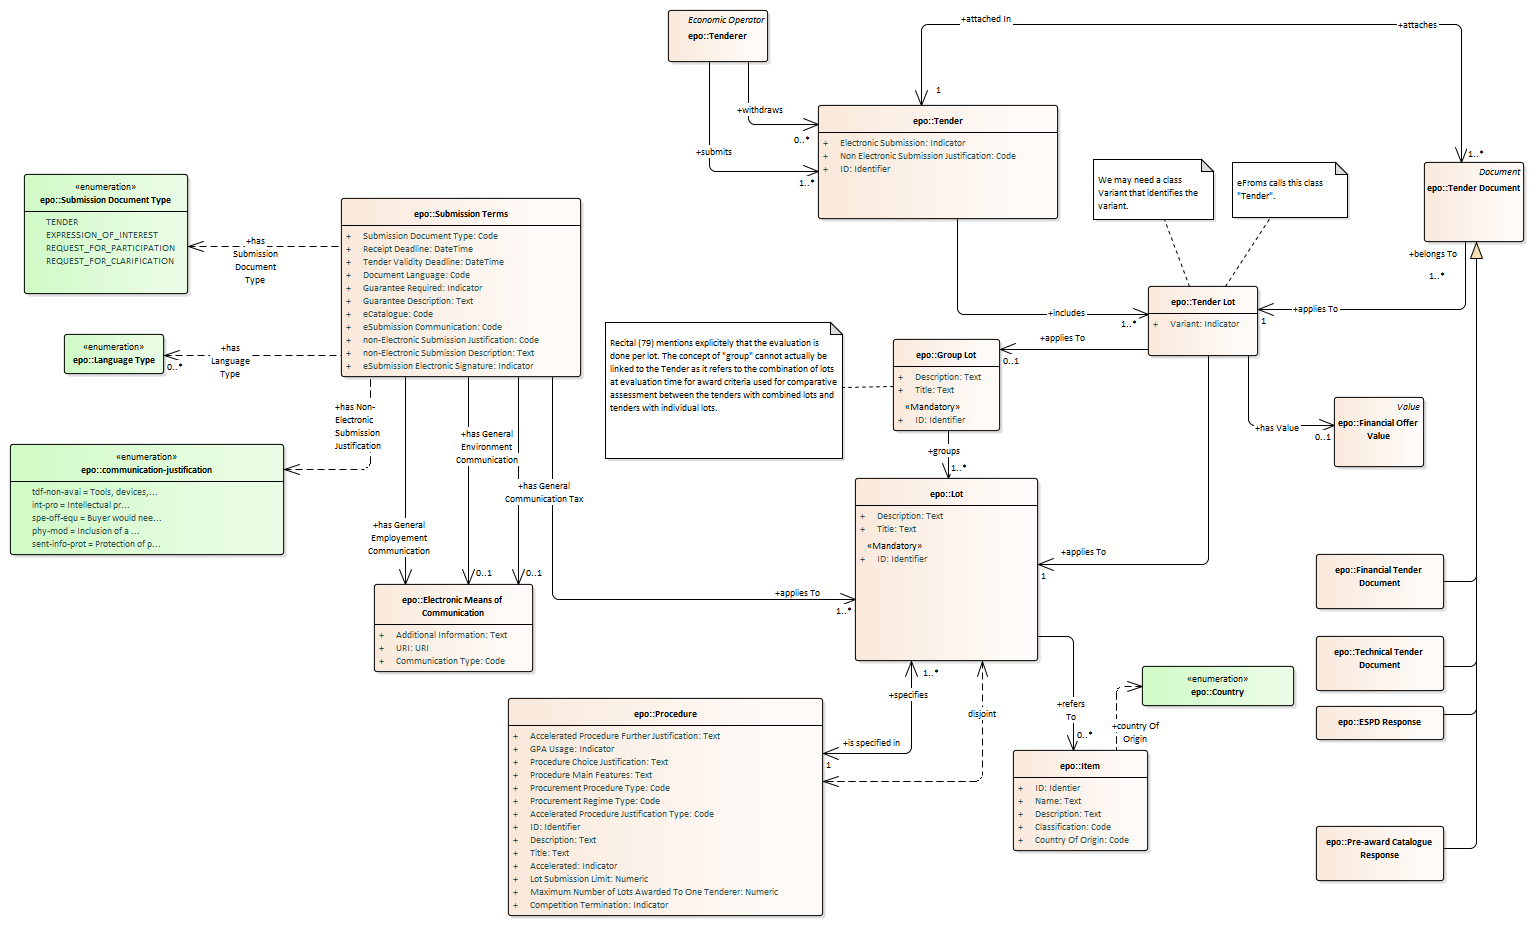 Economic Operator
epo::Tenderer
+attached In
+attaches
1
+withdraws
0..*
+submits
1..*
epo::Tender
+ Electronic Submission: Indicator
+ Non Electronic Submission Justification: Code
+ ID: Identifier
1..*
Document
epo::Tender Document
We may need a class
Variant that identifies the
variant.
eFroms calls this class
"Tender".
«enumeration»
epo::Submission Document Type
TENDER
EXPRESSION_OF_INTEREST
REQUEST_FOR_PARTICIPATION
REQUEST_FOR_CLARIFICATION
+has
Submission
Document
Type
epo::Submission Terms
+ Submission Document Type: Code
+ Receipt Deadline: DateTime
+ Tender Validity Deadline: DateTime
+ Document Language: Code
+ Guarantee Required: Indicator
+ Guarantee Description: Text
+ eCatalogue: Code
+ eSubmission Communication: Code
+ non-Electronic Submission Justification: Code
+ non-Electronic Submission Description: Text
+ eSubmission Electronic Signature: Indicator
+belongs To
1..*
+includes
1..*
epo::Tender Lot
+ Variant: Indicator
1
+applies To
«enumeration»
epo::Language Type
0..*
+has
Language
Type
Recital (79) mentions explicitely that the evaluation is
done per lot. The concept of "group" cannot actually be
linked to the Tender as it refers to the combination of lots
at evaluation time for award criteria used for comparative
assessment between the tenders with combined lots and
tenders with individual lots.
+applies To
0..1
epo::Group Lot
+ Description: Text
+ Title: Text
«Mandatory»
+ ID: Identifier
Value
epo::Financial Offer
Value
+has Value
0..1
+has Non-
Electronic
Submission
Justification
+has General
Environment
Communication
+groups
1..*
«enumeration»
epo::communication-justification
tdf-non-avai = Tools, devices,...
int-pro = Intellectual pr...
spe-off-equ = Buyer would nee...
phy-mod = Inclusion of a ...
sent-info-prot = Protection of p...
+has General
Communication Tax
epo::Lot
+ Description: Text
+ Title: Text
«Mandatory»
+ ID: Identifier
+has General
Employement
Communication
+applies To
1
0..1
0..1
epo::Electronic Means of
Communication
+ Additional Information: Text
+ URI: URI
+ Communication Type: Code
+applies To
1..*
epo::Financial Tender
Document
epo::Technical Tender
Document
1..*
+specifies
disjoint
+is specified in
1
+refers
To
0..*
«enumeration»
epo::Country
+country Of
Origin
epo::ESPD Response
epo::Procedure
+ Accelerated Procedure Further Justification: Text
+ GPA Usage: Indicator
+ Procedure Choice Justification: Text
+ Procedure Main Features: Text
+ Procurement Procedure Type: Code
+ Procurement Regime Type: Code
+ Accelerated Procedure Justification Type: Code
+ ID: Identifier
+ Description: Text
+ Title: Text
+ Accelerated: Indicator
+ Lot Submission Limit: Numeric
+ Maximum Number of Lots Awarded To One Tenderer: Numeric
+ Competition Termination: Indicator
epo::Item
+ ID: Identier
+ Name: Text
+ Description: Text
+ Classification: Code
+ Country Of Origin: Code
epo::Pre-award Catalogue
Response